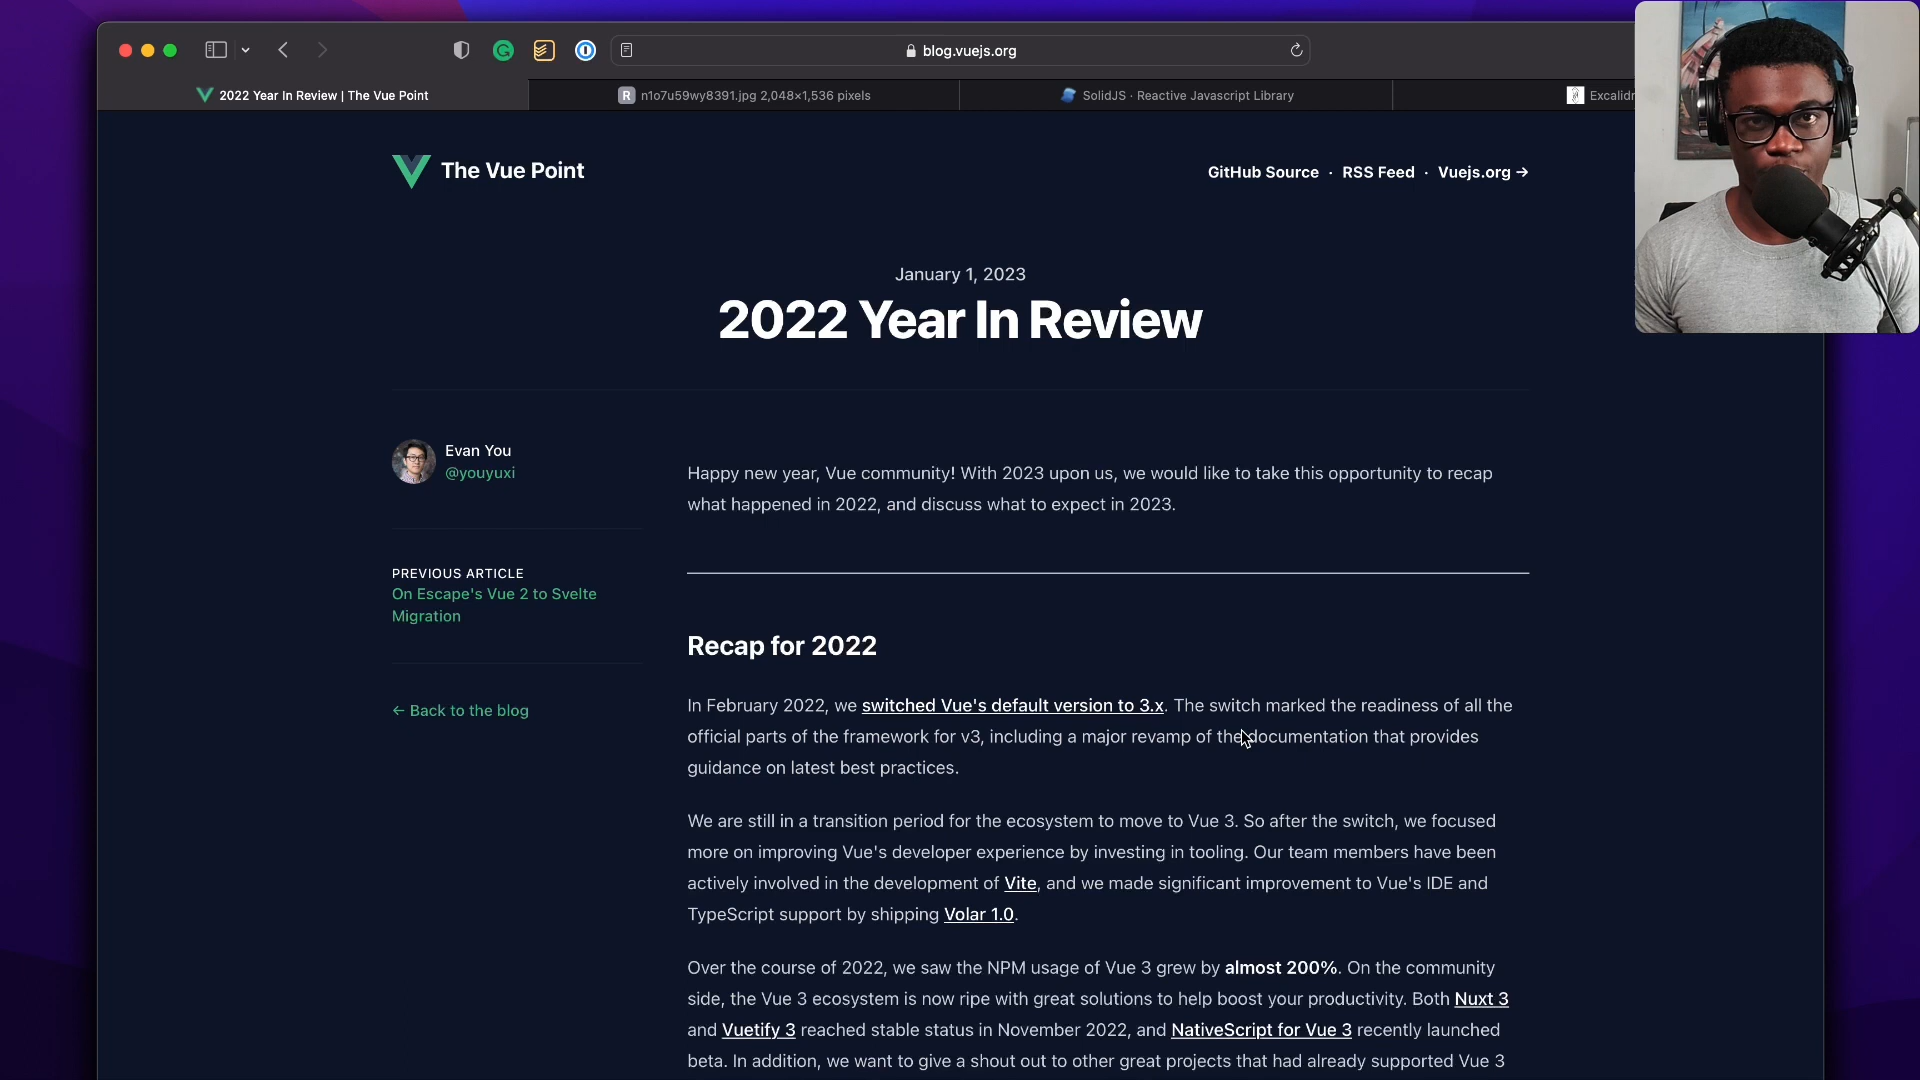 blog.vuejs.org
2022 Year In Review | The Vue Point
R n1o7u59wy8391.jpg 2,048×1,536 pixels
SolidJS · Reactive Javascript Library
The Vue Point
GitHub Source · RSS Feed · Vuejs.org →
January 1, 2023
2022 Year In Review
Evan You
@youyuxi
Happy new year, Vue community! With 2023 upon us, we would like to take this opportunity to recap
what happened in 2022, and discuss what to expect in 2023.
PREVIOUS ARTICLE
On Escape's Vue 2 to Svelte
Migration
← Back to the blog
Recap for 2022
In February 2022, we switched Vue's default version to 3.x. The switch marked the readiness of all the
official parts of the framework for v3, including a major revamp of the documentation that provides
guidance on latest best practices.
We are still in a transition period for the ecosystem to move to Vue 3. So after the switch, we focused
more on improving Vue's developer experience by investing in tooling. Our team members have been
actively involved in the development of Vite, and we made significant improvement to Vue's IDE and
TypeScript support by shipping Volar 1.0.
Over the course of 2022, we saw the NPM usage of Vue 3 grew by almost 200%. On the community
side, the Vue 3 ecosystem is now ripe with great solutions to help boost your productivity. Both Nuxt 3
and Vuetify 3 reached stable status in November 2022, and NativeScript for Vue 3 recently launched
beta. In addition, we want to give a shout out to other great projects that had already supported Vue 3